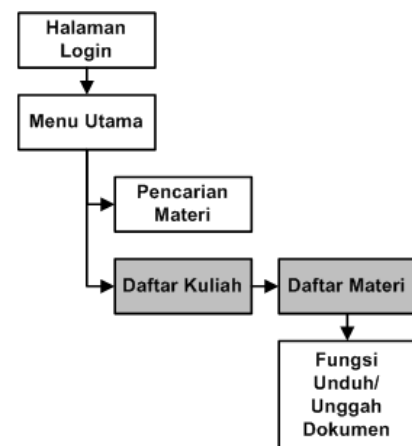 Halaman
Login
Menu Utama
Pencarian
Materi
Daftar Kuliah
Daftar Materi
Fungsi
Unduh/
Unggah
Dokumen